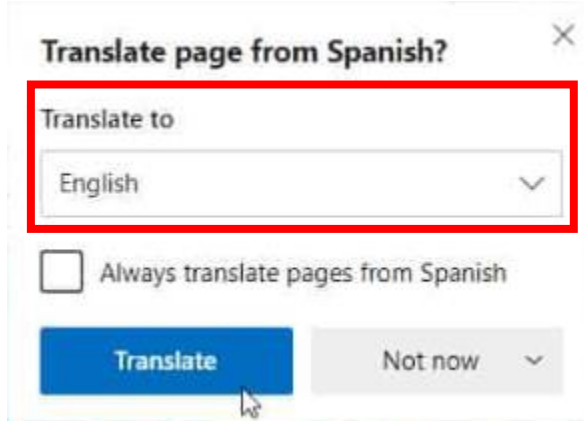 Translate page from Spanish?
Translate to
English
Always translate pages from Spanish
Translate
Not now